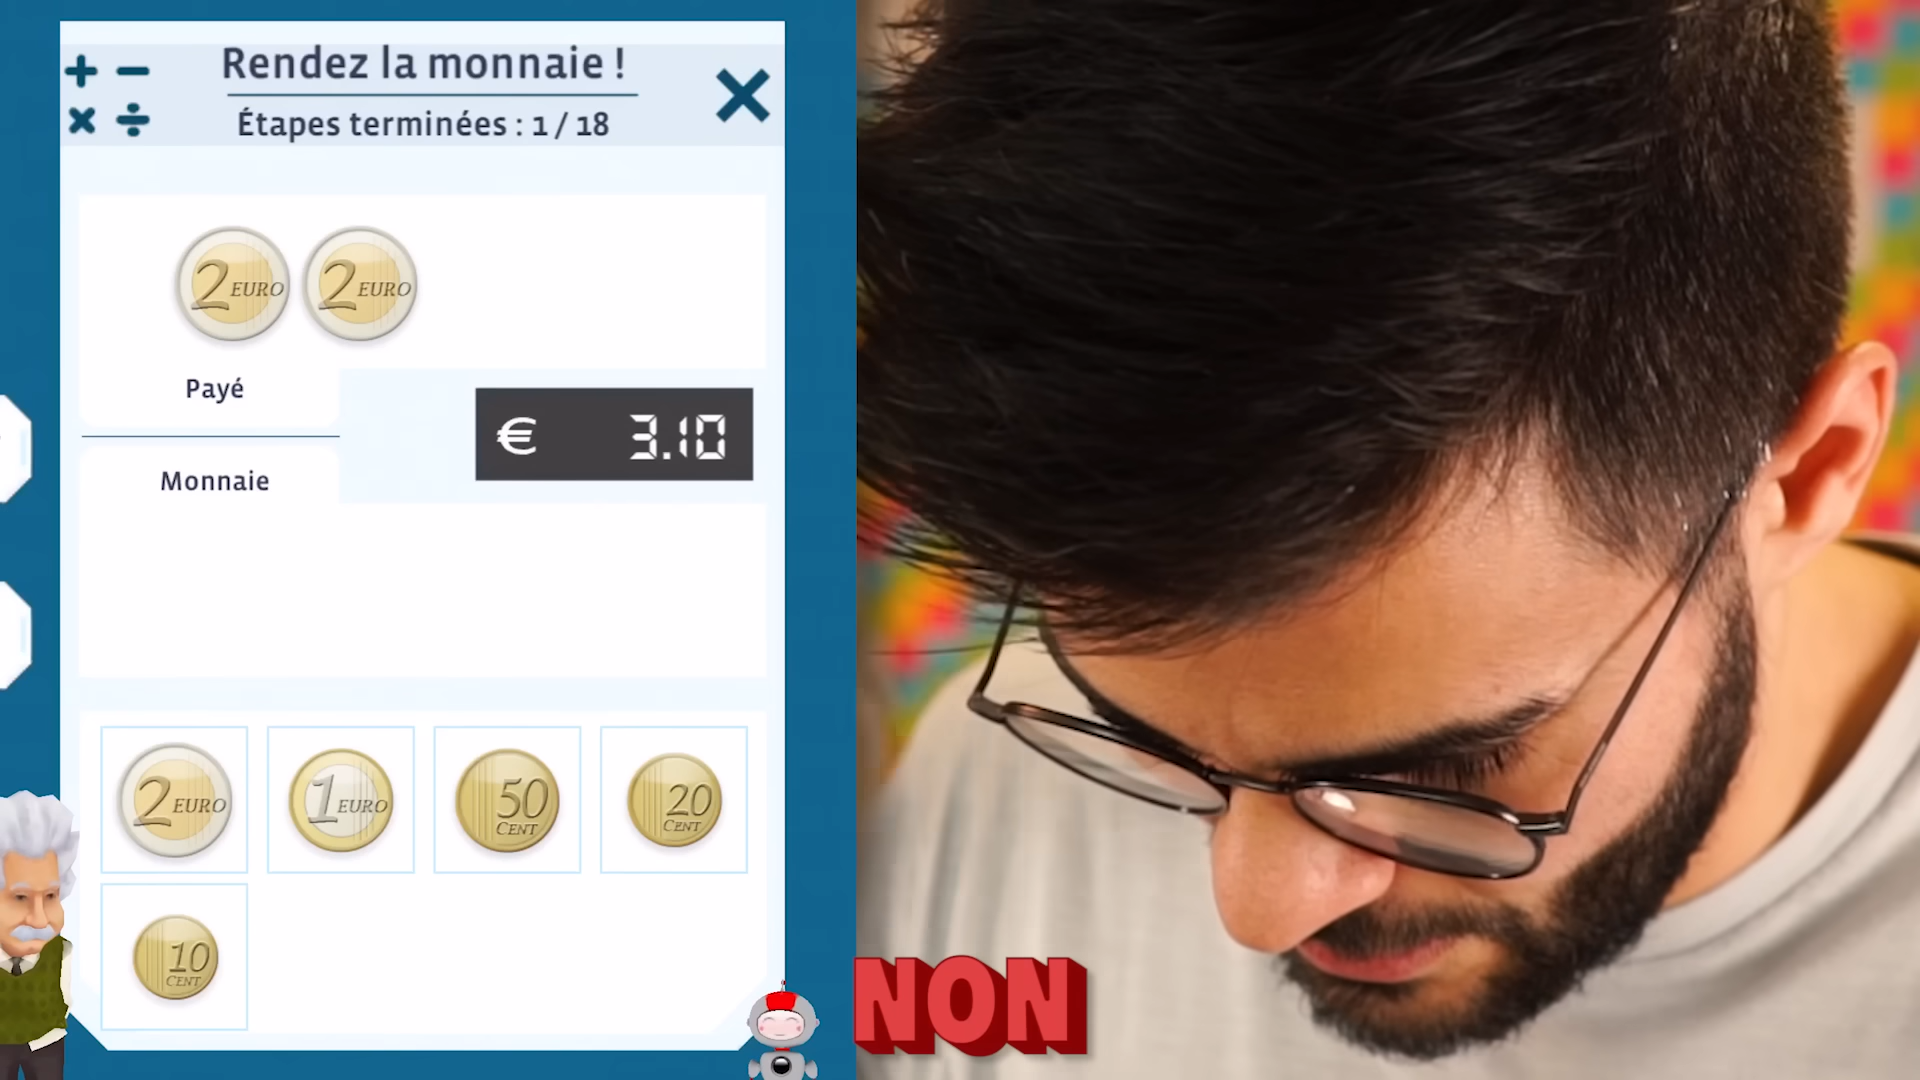 Rendez la monnaie !
Étapes terminées : 1 / 18
2 EURO 2 EURO
Payé
€ 3.10
Monnaie
2 EURO 1 EURO 50 CENT 20 CENT
10 CENT
NON